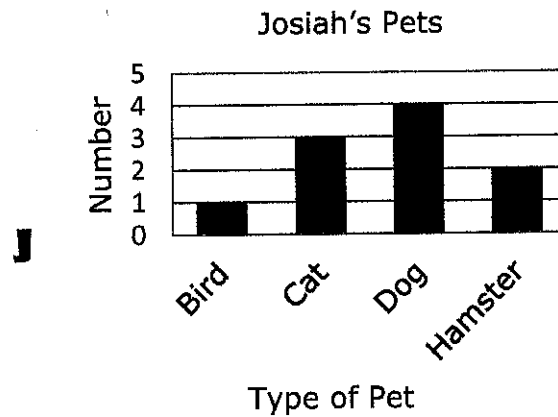 Josiah's Pets
5
4
3
2
1
0
Number
J
Bird
Cat
Dog
Hamster
Type of Pet